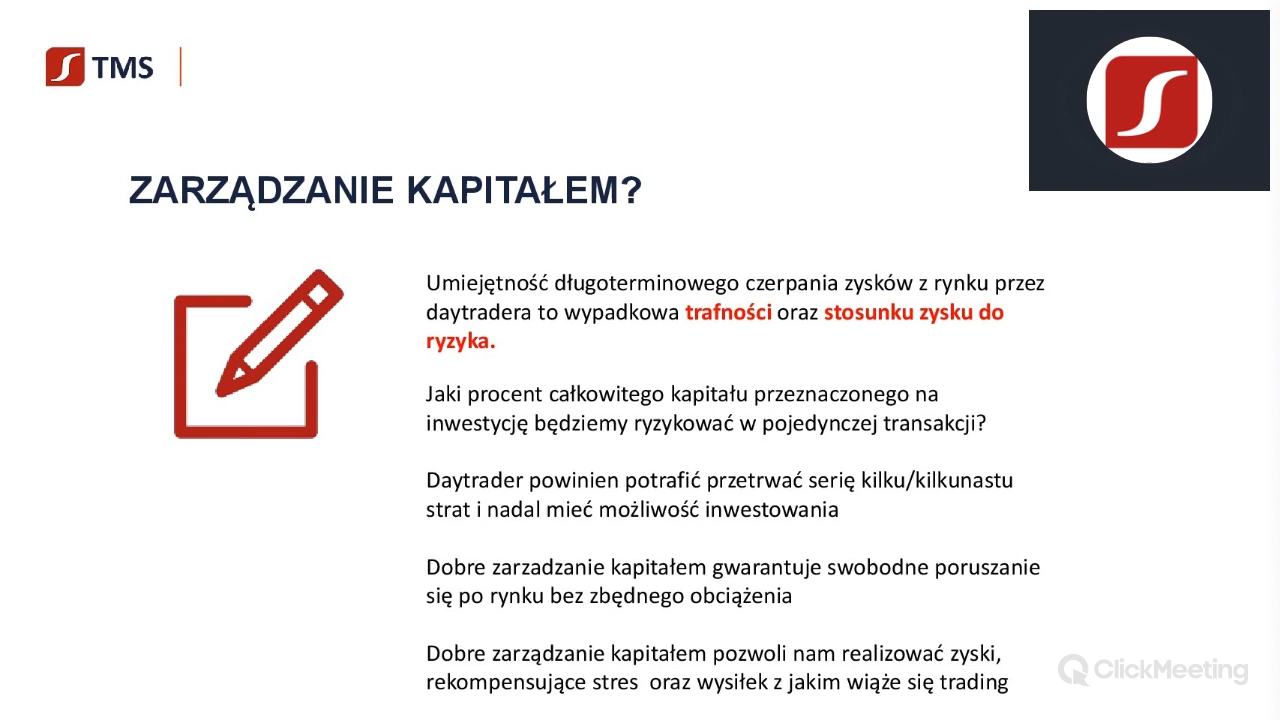 TMS
ZARZĄDZANIE KAPITAŁEM?
Umiejętność długoterminowego czerpania zysków z rynku przez
daytradera to wypadkowa trafności oraz stosunku zysku do
ryzyka.
Jaki procent całkowitego kapitału przeznaczonego na
inwestycję będziemy ryzykować w pojedynczej transakcji?
Daytrader powinien potrafić przetrwać serię kilku/kilkunastu
strat i nadal mieć możliwość inwestowania
Dobre zarzadzanie kapitałem gwarantuje swobodne poruszanie
się po rynku bez zbędnego obciążenia
Dobre zarządzanie kapitałem pozwoli nam realizować zyski,
rekompensujące stres  oraz wysiłek z jakim wiąże się trading
ClickMeeting